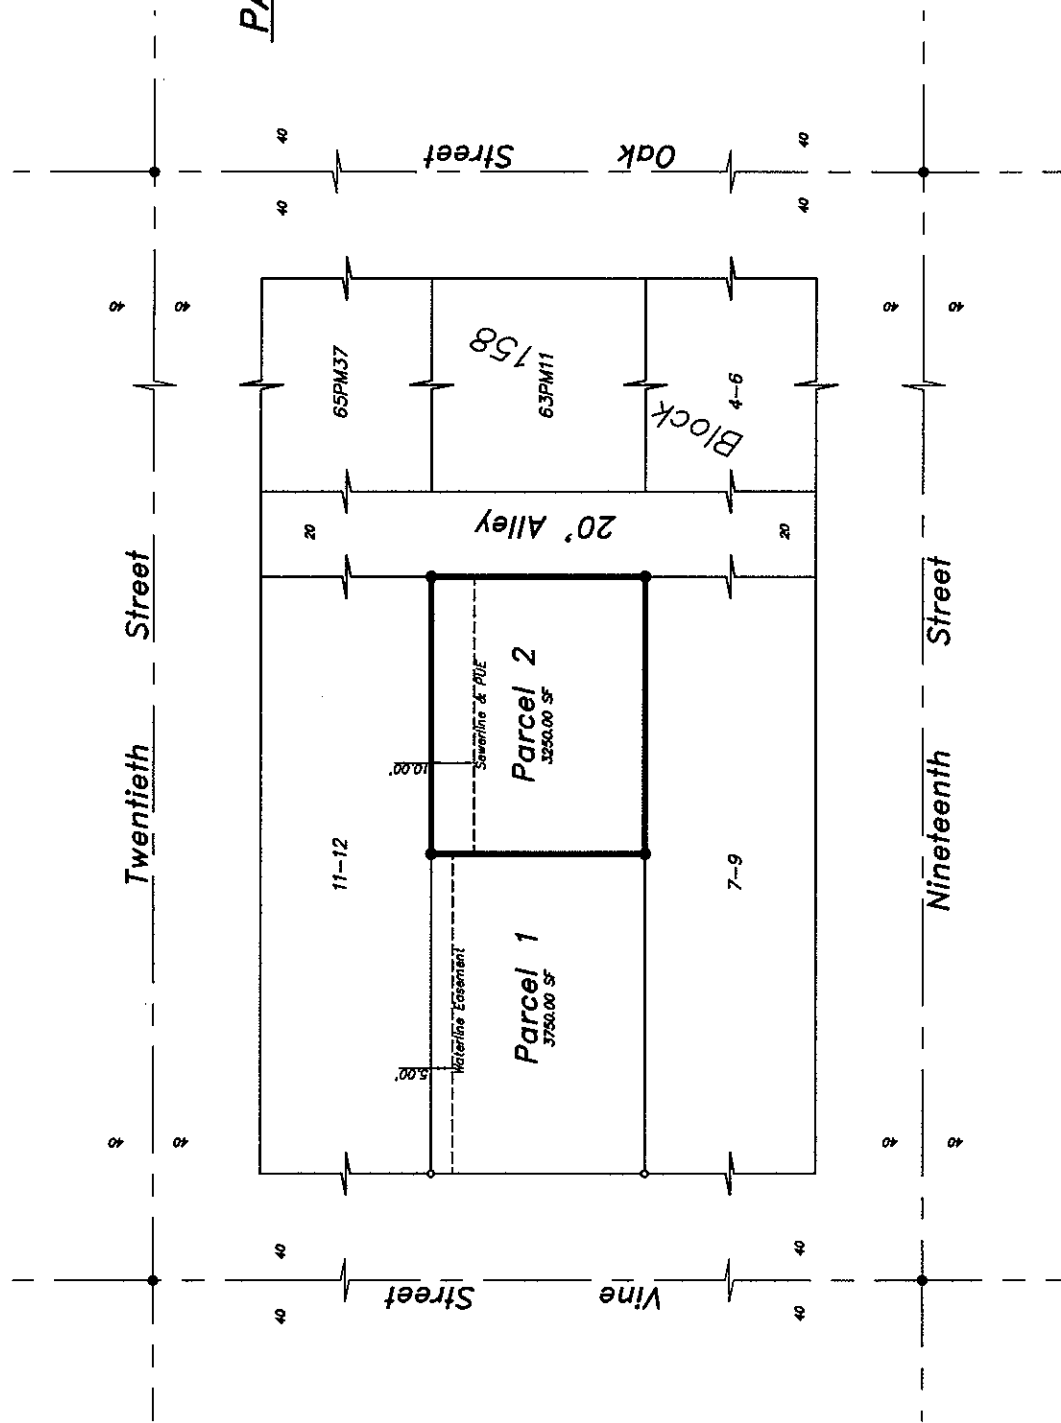 PA
Twentieth Street
40
40
40
40
Oak Street
40
40
40
40
65PM37
63PM11
4-6
Block 158
20' Alley
20
20
11-12
10.00'
Sewerline & PUE
Parcel 2
3250.00 SF
5.00'
Waterline Easement
Parcel 1
3750.00 SF
7-9
Vine Street
40
40
40
40
Nineteenth Street
40
40
40
40